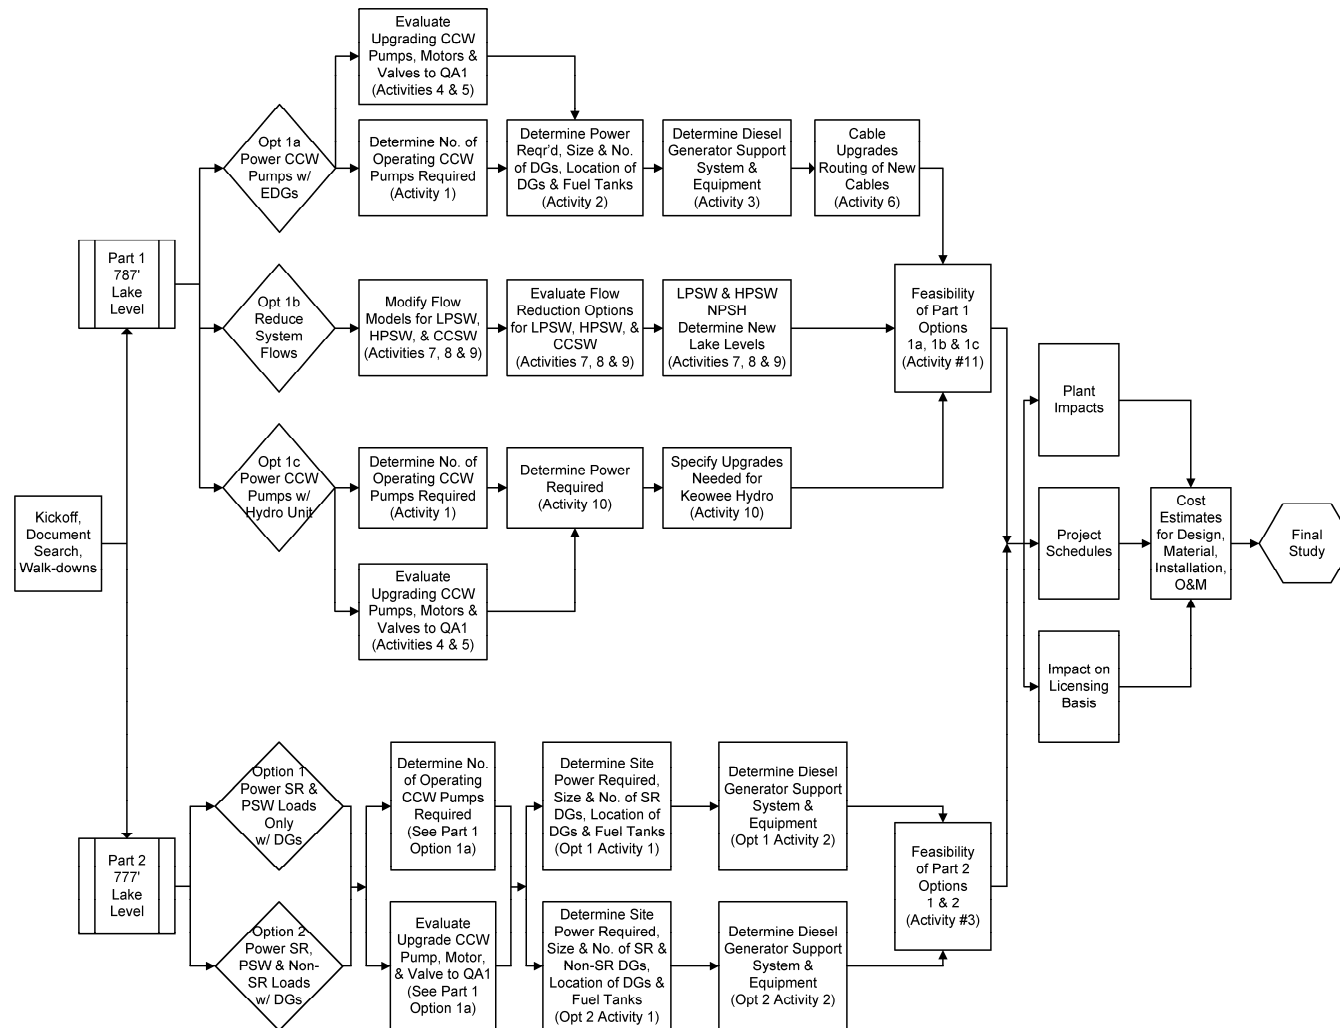 Evaluate
Upgrading CCW
Pumps, Motors &
Valves to QA1
(Activities 4 & 5)
Opt 1a
Power CCW
Pumps w/
EDGs
Determine No. of
Operating CCW
Pumps Required
(Activity 1)
Determine Power
Reqr'd, Size & No.
of DGs, Location of
DGs & Fuel Tanks
(Activity 2)
Determine Diesel
Generator Support
System &
Equipment
(Activity 3)
Cable
Upgrades
Routing of New
Cables
(Activity 6)
Part 1
787'
Lake
Level
Opt 1b
Reduce
System
Flows
Modify Flow
Models for LPSW,
HPSW, & CCSW
(Activities 7, 8 & 9)
Evaluate Flow
Reduction Options
for LPSW, HPSW, &
CCSW
(Activities 7, 8 & 9)
LPSW & HPSW
NPSH
Determine New
Lake Levels
(Activities 7, 8 & 9)
Feasibility
of Part 1
Options
1a, 1b & 1c
(Activity #11)
Opt 1c
Power CCW
Pumps w/
Hydro Unit
Determine No. of
Operating CCW
Pumps Required
(Activity 1)
Determine Power
Required
(Activity 10)
Specify Upgrades
Needed for
Keowee Hydro
(Activity 10)
Evaluate
Upgrading CCW
Pumps, Motors &
Valves to QA1
(Activities 4 & 5)
Kickoff,
Document
Search,
Walk-downs
Plant
Impacts
Project
Schedules
Impact on
Licensing
Basis
Cost
Estimates
for Design,
Material,
Installation,
O&M
Final
Study
Part 2
777'
Lake
Level
Option 1
Power SR &
PSW Loads
Only
w/ DGs
Determine No.
of Operating
CCW Pumps
Required
(See Part 1
Option 1a)
Determine Site
Power Required,
Size & No. of SR
DGs, Location of
DGs & Fuel Tanks
(Opt 1 Activity 1)
Determine Diesel
Generator Support
System &
Equipment
(Opt 1 Activity 2)
Feasibility
of Part 2
Options
1 & 2
(Activity #3)
Option 2
Power SR,
PSW & Non-
SR Loads
w/ DGs
Evaluate
Upgrade CCW
Pump, Motor,
& Valve to QA1
(See Part 1
Option 1a)
Determine Site
Power Required,
Size & No. of SR &
Non-SR DGs,
Location of DGs &
Fuel Tanks
(Opt 2 Activity 1)
Determine Diesel
Generator Support
System &
Equipment
(Opt 2 Activity 2)